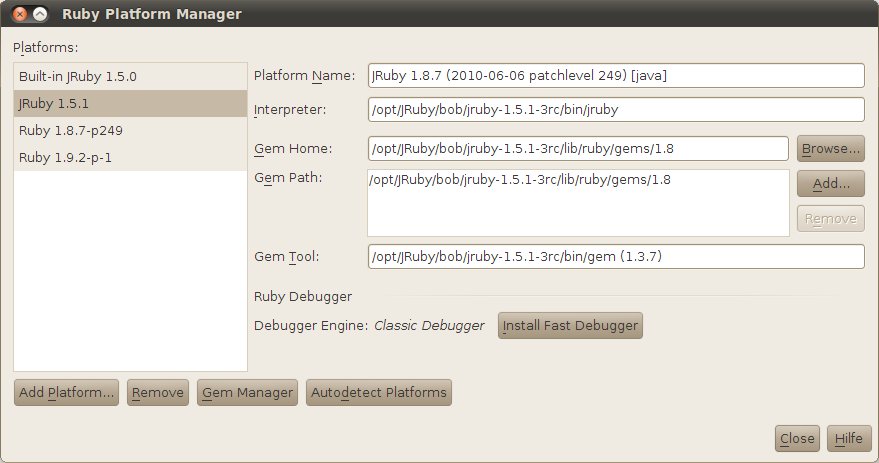 Ruby Platform Manager
Platforms:
Built-in JRuby 1.5.0
JRuby 1.5.1
Ruby 1.8.7-p249
Ruby 1.9.2-p-1
Platform Name: JRuby 1.8.7 (2010-06-06 patchlevel 249) [java]
Interpreter: /opt/JRuby/bob/jruby-1.5.1-3rc/bin/jruby
Gem Home: /opt/JRuby/bob/jruby-1.5.1-3rc/lib/ruby/gems/1.8 Browse...
Gem Path: /opt/JRuby/bob/jruby-1.5.1-3rc/lib/ruby/gems/1.8 Add...
Remove
Gem Tool: /opt/JRuby/bob/jruby-1.5.1-3rc/bin/gem (1.3.7)
Ruby Debugger
Debugger Engine: Classic Debugger Install Fast Debugger
Add Platform... Remove Gem Manager Autodetect Platforms
Close Hilfe